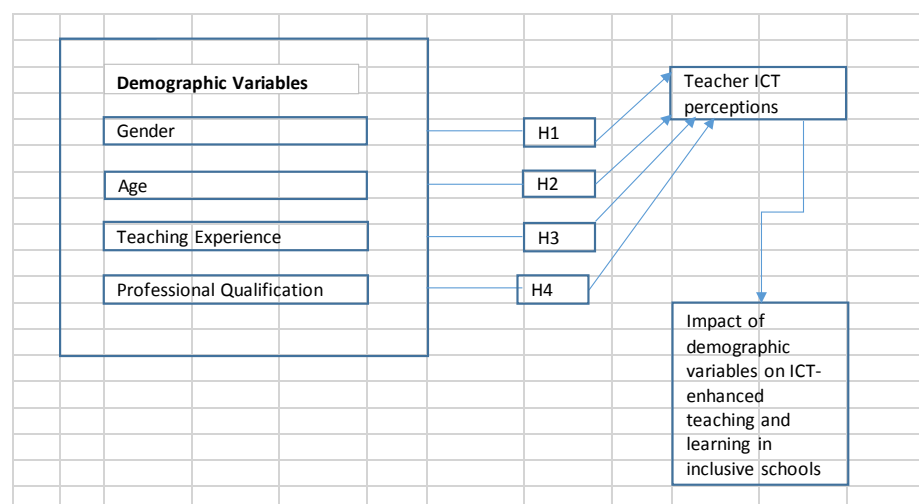 Demographic Variables
Gender
Age
Teaching Experience
Professional Qualification
H1
H2
H3
H4
Teacher ICT
perceptions
Impact of
demographic
variables on ICT-
enhanced
teaching and
learning in
inclusive schools